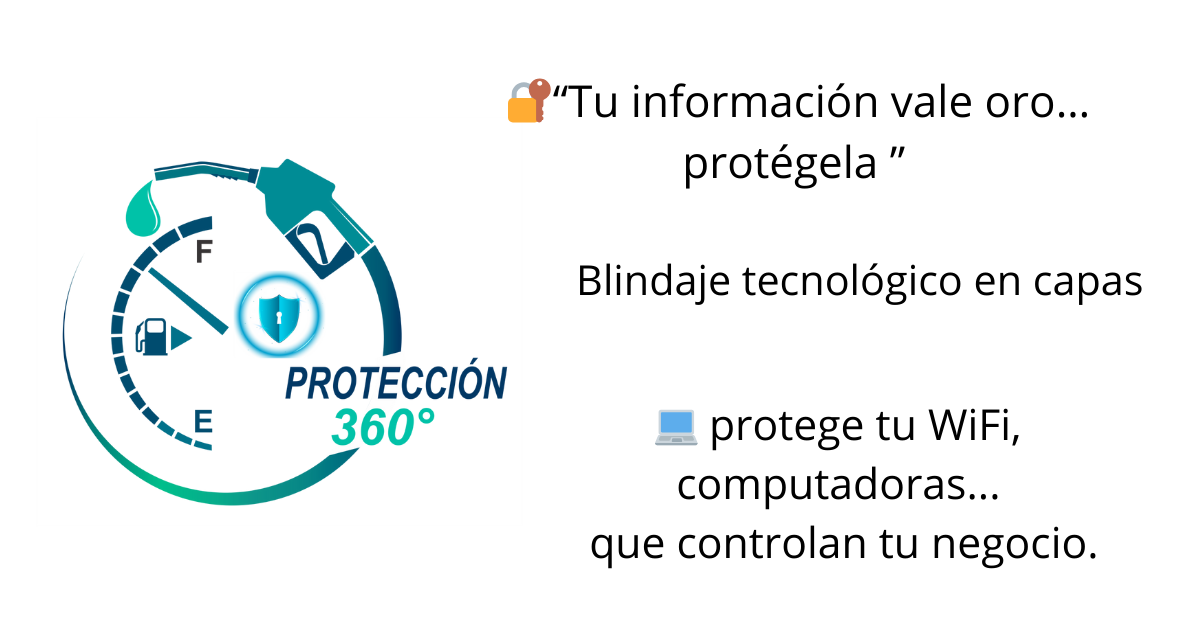 🔐“Tu información vale oro...
protégela ”
F
Blindaje tecnológico en capas
E
PROTECCIÓN
360°
💻 protege tu WiFi,
computadoras...
que controlan tu negocio.